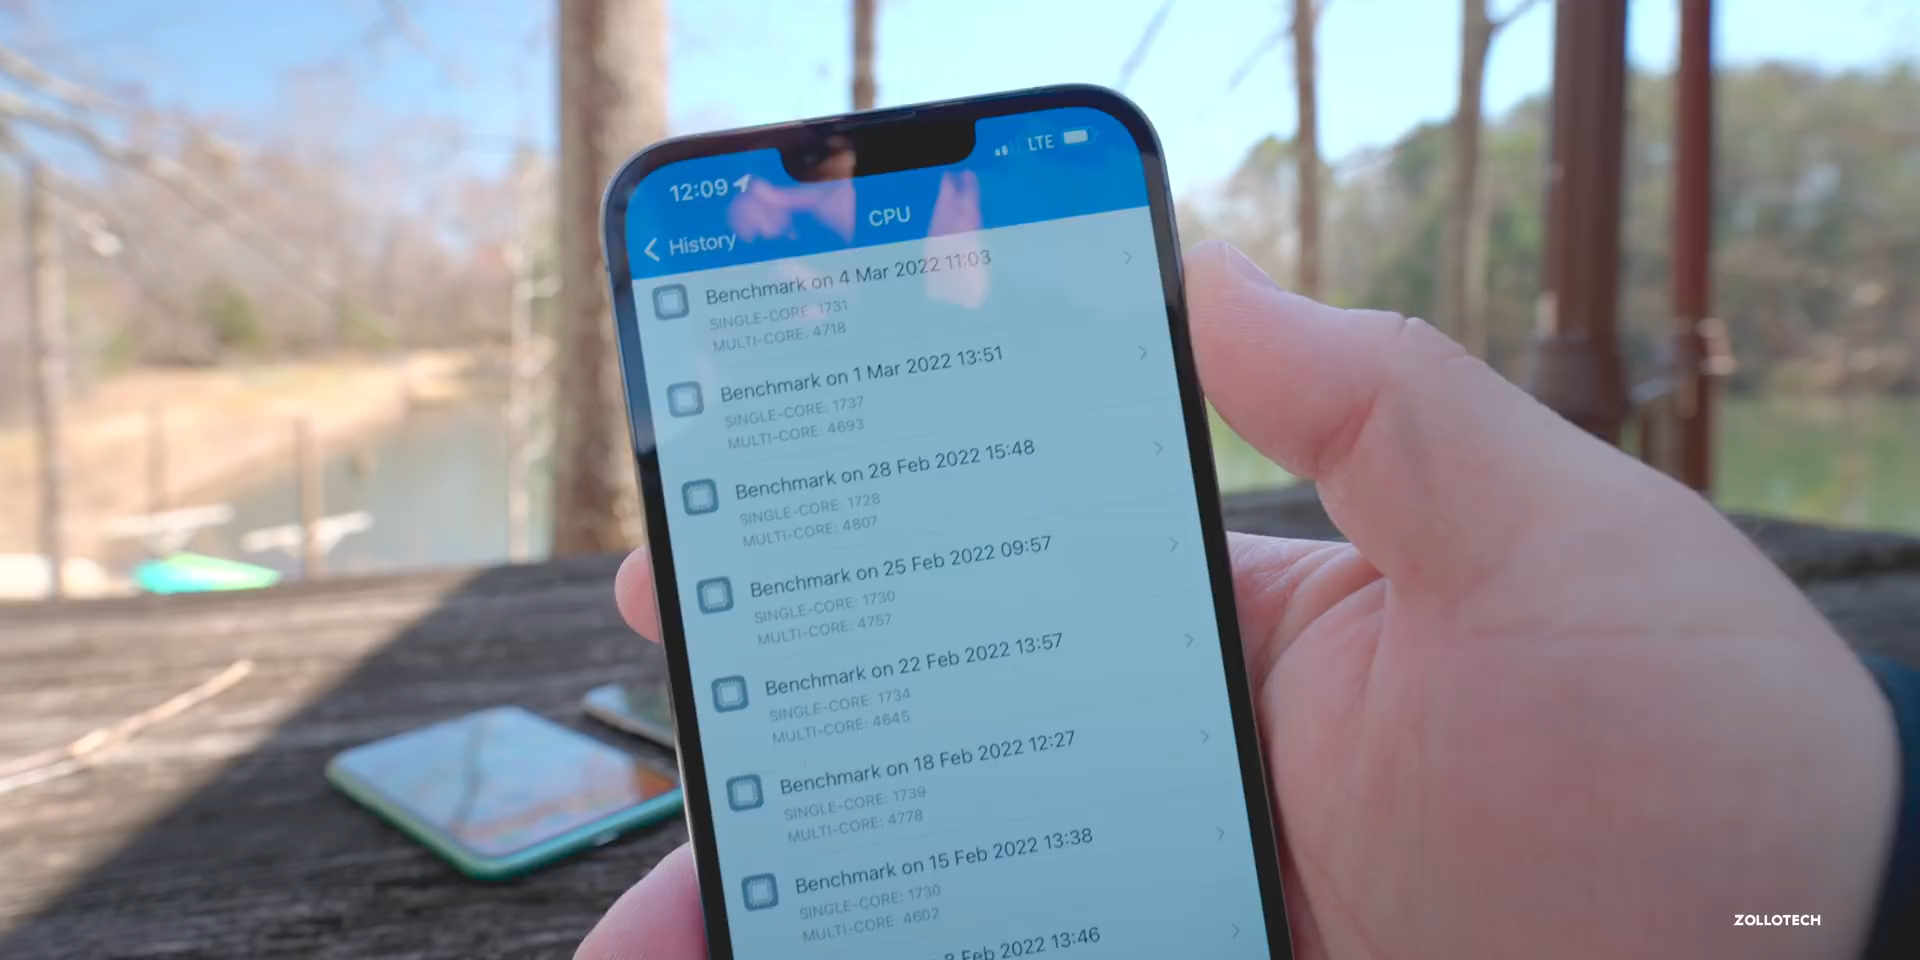 12:09
LTE
CPU
History
Benchmark on 4 Mar 2022 11:03
SINGLE-CORE: 1731
MULTI-CORE: 4718
Benchmark on 1 Mar 2022 13:51
SINGLE-CORE: 1737
MULTI-CORE: 4693
Benchmark on 28 Feb 2022 15:48
SINGLE-CORE: 1728
MULTI-CORE: 4807
Benchmark on 25 Feb 2022 09:57
SINGLE-CORE: 1730
MULTI-CORE: 4757
Benchmark on 22 Feb 2022 13:57
SINGLE-CORE: 1734
MULTI-CORE: 4645
Benchmark on 18 Feb 2022 12:27
SINGLE-CORE: 1739
MULTI-CORE: 4778
Benchmark on 15 Feb 2022 13:38
SINGLE-CORE: 1730
MULTI-CORE: 4602
8 Feb 2022 13:46
ZOLLOTECH